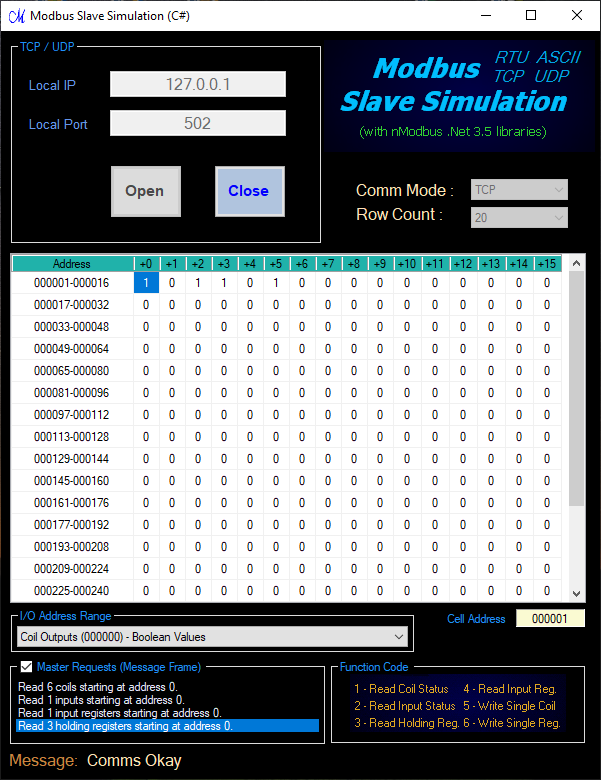 Modbus Slave Simulation (C#)
TCP / UDP
Local IP 127.0.0.1
Local Port 502
Open Close
Modbus RTU ASCII
TCP UDP
Slave Simulation
(with nModbus .Net 3.5 libraries)
Comm Mode : TCP
Row Count : 20
Address +0 +1 +2 +3 +4 +5 +6 +7 +8 +9 +10 +11 +12 +13 +14 +15
000001-000016 1 0 1 1 0 1 0 0 0 0 0 0 0 0 0 0
000017-000032 0 0 0 0 0 0 0 0 0 0 0 0 0 0 0 0
000033-000048 0 0 0 0 0 0 0 0 0 0 0 0 0 0 0 0
000049-000064 0 0 0 0 0 0 0 0 0 0 0 0 0 0 0 0
000065-000080 0 0 0 0 0 0 0 0 0 0 0 0 0 0 0 0
000081-000096 0 0 0 0 0 0 0 0 0 0 0 0 0 0 0 0
000097-000112 0 0 0 0 0 0 0 0 0 0 0 0 0 0 0 0
000113-000128 0 0 0 0 0 0 0 0 0 0 0 0 0 0 0 0
000129-000144 0 0 0 0 0 0 0 0 0 0 0 0 0 0 0 0
000145-000160 0 0 0 0 0 0 0 0 0 0 0 0 0 0 0 0
000161-000176 0 0 0 0 0 0 0 0 0 0 0 0 0 0 0 0
000177-000192 0 0 0 0 0 0 0 0 0 0 0 0 0 0 0 0
000193-000208 0 0 0 0 0 0 0 0 0 0 0 0 0 0 0 0
000209-000224 0 0 0 0 0 0 0 0 0 0 0 0 0 0 0 0
000225-000240 0 0 0 0 0 0 0 0 0 0 0 0 0 0 0 0
I/O Address Range
Coil Outputs (000000) - Boolean Values
Cell Address 000001
Master Requests (Message Frame)
Read 6 coils starting at address 0.
Read 1 inputs starting at address 0.
Read 1 input registers starting at address 0.
Read 3 holding registers starting at address 0.
Function Code
1 - Read Coil Status 4 - Read Input Reg.
2 - Read Input Status 5 - Write Single Coil
3 - Read Holding Reg. 6 - Write Single Reg.
Message: Comms Okay